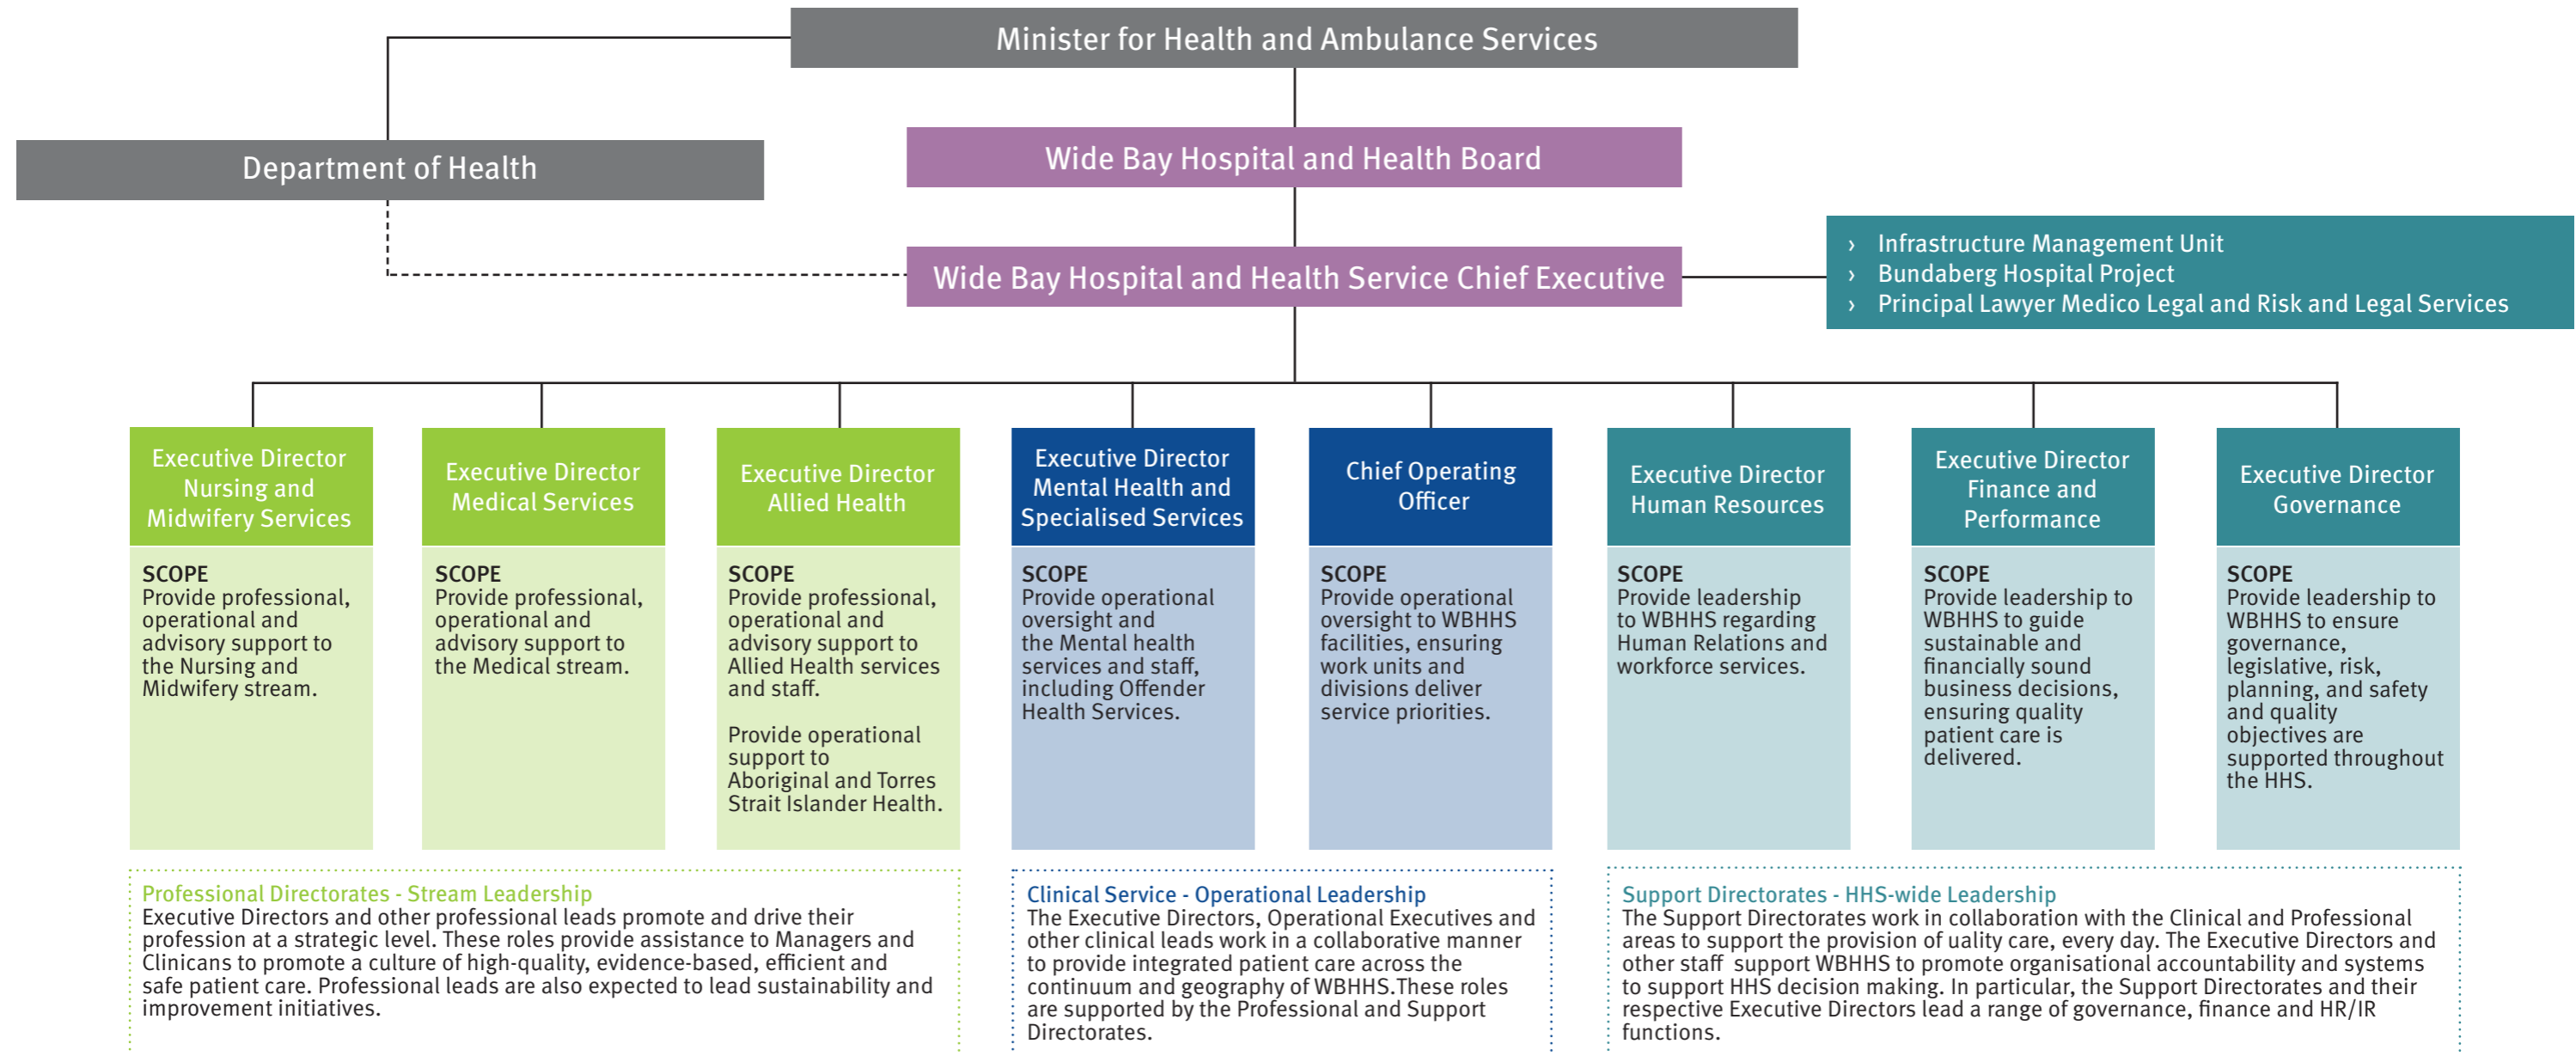 Minister for Health and Ambulance Services
Department of Health
Wide Bay Hospital and Health Board
Wide Bay Hospital and Health Service Chief Executive
› Infrastructure Management Unit
› Bundaberg Hospital Project
› Principal Lawyer Medico Legal and Risk and Legal Services
Executive Director
Nursing and
Midwifery Services
SCOPE
Provide professional,
operational and
advisory support to
the Nursing and
Midwifery stream.
Executive Director
Medical Services
SCOPE
Provide professional,
operational and
advisory support to
the Medical stream.
Executive Director
Allied Health
SCOPE
Provide professional,
operational and
advisory support to
Allied Health services
and staff.
Provide operational
support to
Aboriginal and Torres
Strait Islander Health.
Executive Director
Mental Health and
Specialised Services
SCOPE
Provide operational
oversight and
the Mental health
services and staff,
including Offender
Health Services.
Chief Operating
Officer
SCOPE
Provide operational
oversight to WBHHS
facilities, ensuring
work units and
divisions deliver
service priorities.
Executive Director
Human Resources
SCOPE
Provide leadership
to WBHHS regarding
Human Relations and
workforce services.
Executive Director
Finance and
Performance
SCOPE
Provide leadership to
WBHHS to guide
sustainable and
financially sound
business decisions,
ensuring quality
patient care is
delivered.
Executive Director
Governance
SCOPE
Provide leadership to
WBHHS to ensure
governance,
legislative, risk,
planning, and safety
and quality
objectives are
supported throughout
the HHS.
Professional Directorates - Stream Leadership
Executive Directors and other professional leads promote and drive their
profession at a strategic level. These roles provide assistance to Managers and
Clinicans to promote a culture of high-quality, evidence-based, efficient and
safe patient care. Professional leads are also expected to lead sustainability and
improvement initiatives.
Clinical Service - Operational Leadership
The Executive Directors, Operational Executives and
other clinical leads work in a collaborative manner
to provide integrated patient care across the
continuum and geography of WBHHS.These roles
are supported by the Professional and Support
Directorates.
Support Directorates - HHS-wide Leadership
The Support Directorates work in collaboration with the Clinical and Professional
areas to support the provision of uality care, every day. The Executive Directors and
other staff support WBHHS to promote organisational accountability and systems
to support HHS decision making. In particular, the Support Directorates and their
respective Executive Directors lead a range of governance, finance and HR/IR
functions.